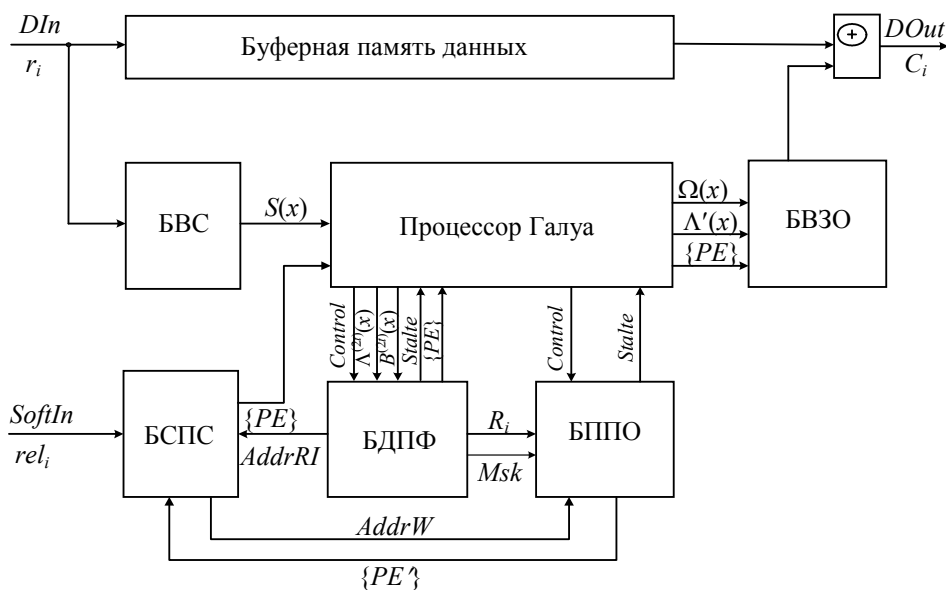 DIn
r_i
Буферная память данных
+
DOut
C_i
БВС
S(x)
Процессор Галуа
Ω(x)
Λ′(x)
{PE}
БВЗО
Control
Λ^(2t)(x)
B^(2t)(x)
Stalte
{PE}
Control
Stalte
SoftIn
rel_i
БСПС
{PE}
AddrRI
БДПФ
R_i
Msk
БППО
AddrW
{PE′}